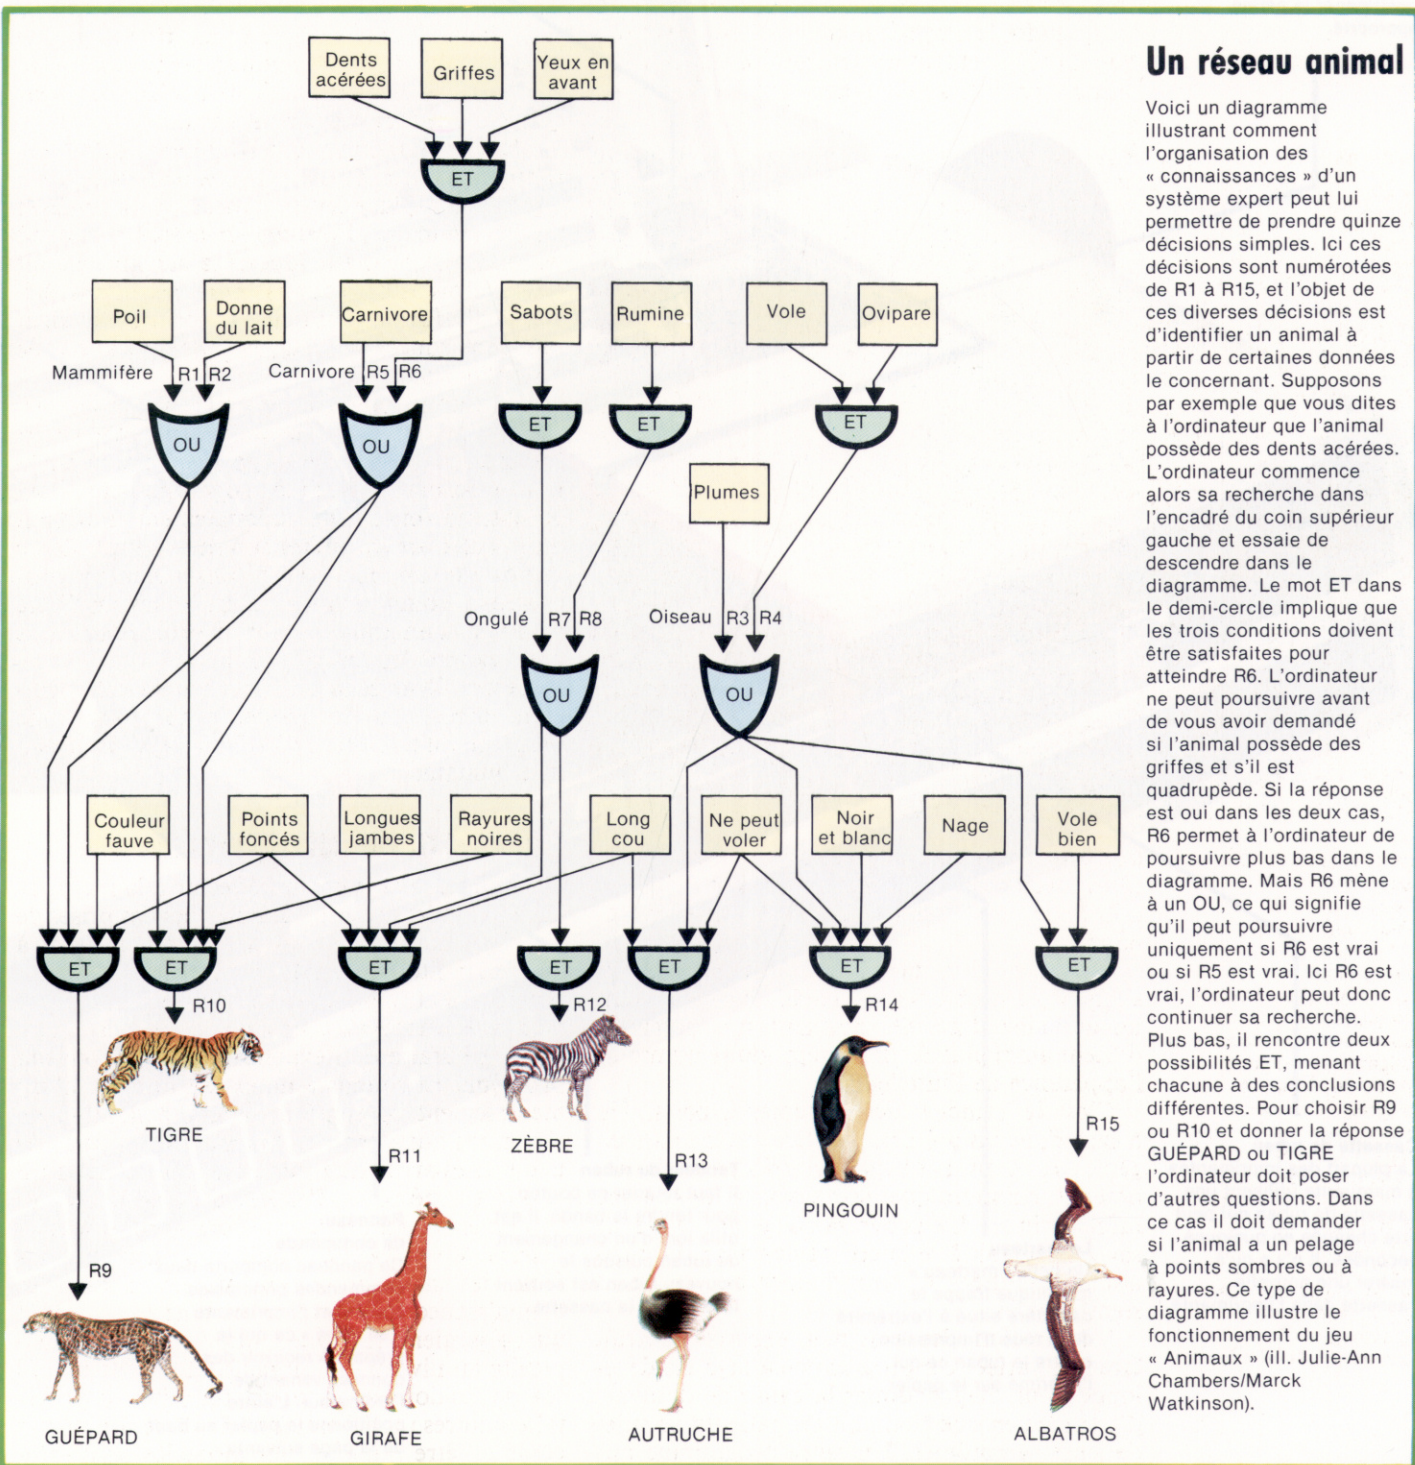 Un réseau animal
Voici un diagramme
illustrant comment
l'organisation des
« connaissances » d'un
système expert peut lui
permettre de prendre quinze
décisions simples. Ici ces
décisions sont numérotées
de R1 à R15, et l'objet de
ces diverses décisions est
d'identifier un animal à
partir de certaines données
le concernant. Supposons
par exemple que vous dites
à l'ordinateur que l'animal
possède des dents acérées.
L'ordinateur commence
alors sa recherche dans
l'encadré du coin supérieur
gauche et essaie de
descendre dans le
diagramme. Le mot ET dans
le demi-cercle implique que
les trois conditions doivent
être satisfaites pour
atteindre R6. L'ordinateur
ne peut poursuivre avant
de vous avoir demandé
si l'animal possède des
griffes et s'il est
quadrupède. Si la réponse
est oui dans les deux cas,
R6 permet à l'ordinateur de
poursuivre plus bas dans le
diagramme. Mais R6 mène
à un OU, ce qui signifie
qu'il peut poursuivre
uniquement si R6 est vrai
ou si R5 est vrai. Ici R6 est
vrai, l'ordinateur peut donc
continuer sa recherche.
Plus bas, il rencontre deux
possibilités ET, menant
chacune à des conclusions
différentes. Pour choisir R9
ou R10 et donner la réponse
GUÉPARD ou TIGRE
l'ordinateur doit poser
d'autres questions. Dans
ce cas il doit demander
si l'animal a un pelage
à points sombres ou à
rayures. Ce type de
diagramme illustre le
fonctionnement du jeu
« Animaux » (ill. Julie-Ann
Chambers/Marck
Watkinson).
Dents
acérées
Griffes
Yeux en
avant
ET
Poil
Donne
du lait
Carnivore
Sabots
Rumine
Vole
Ovipare
Mammifère
R1
R2
Carnivore
R5
R6
OU
OU
ET
ET
ET
Plumes
Ongulé
R7
R8
Oiseau
R3
R4
OU
OU
Couleur
fauve
Points
foncés
Longues
jambes
Rayures
noires
Long
cou
Ne peut
voler
Noir
et blanc
Nage
Vole
bien
ET
ET
ET
ET
ET
ET
ET
R10
R12
R14
TIGRE
ZÈBRE
R15
R11
R13
PINGOUIN
R9
GUÉPARD
GIRAFE
AUTRUCHE
ALBATROS